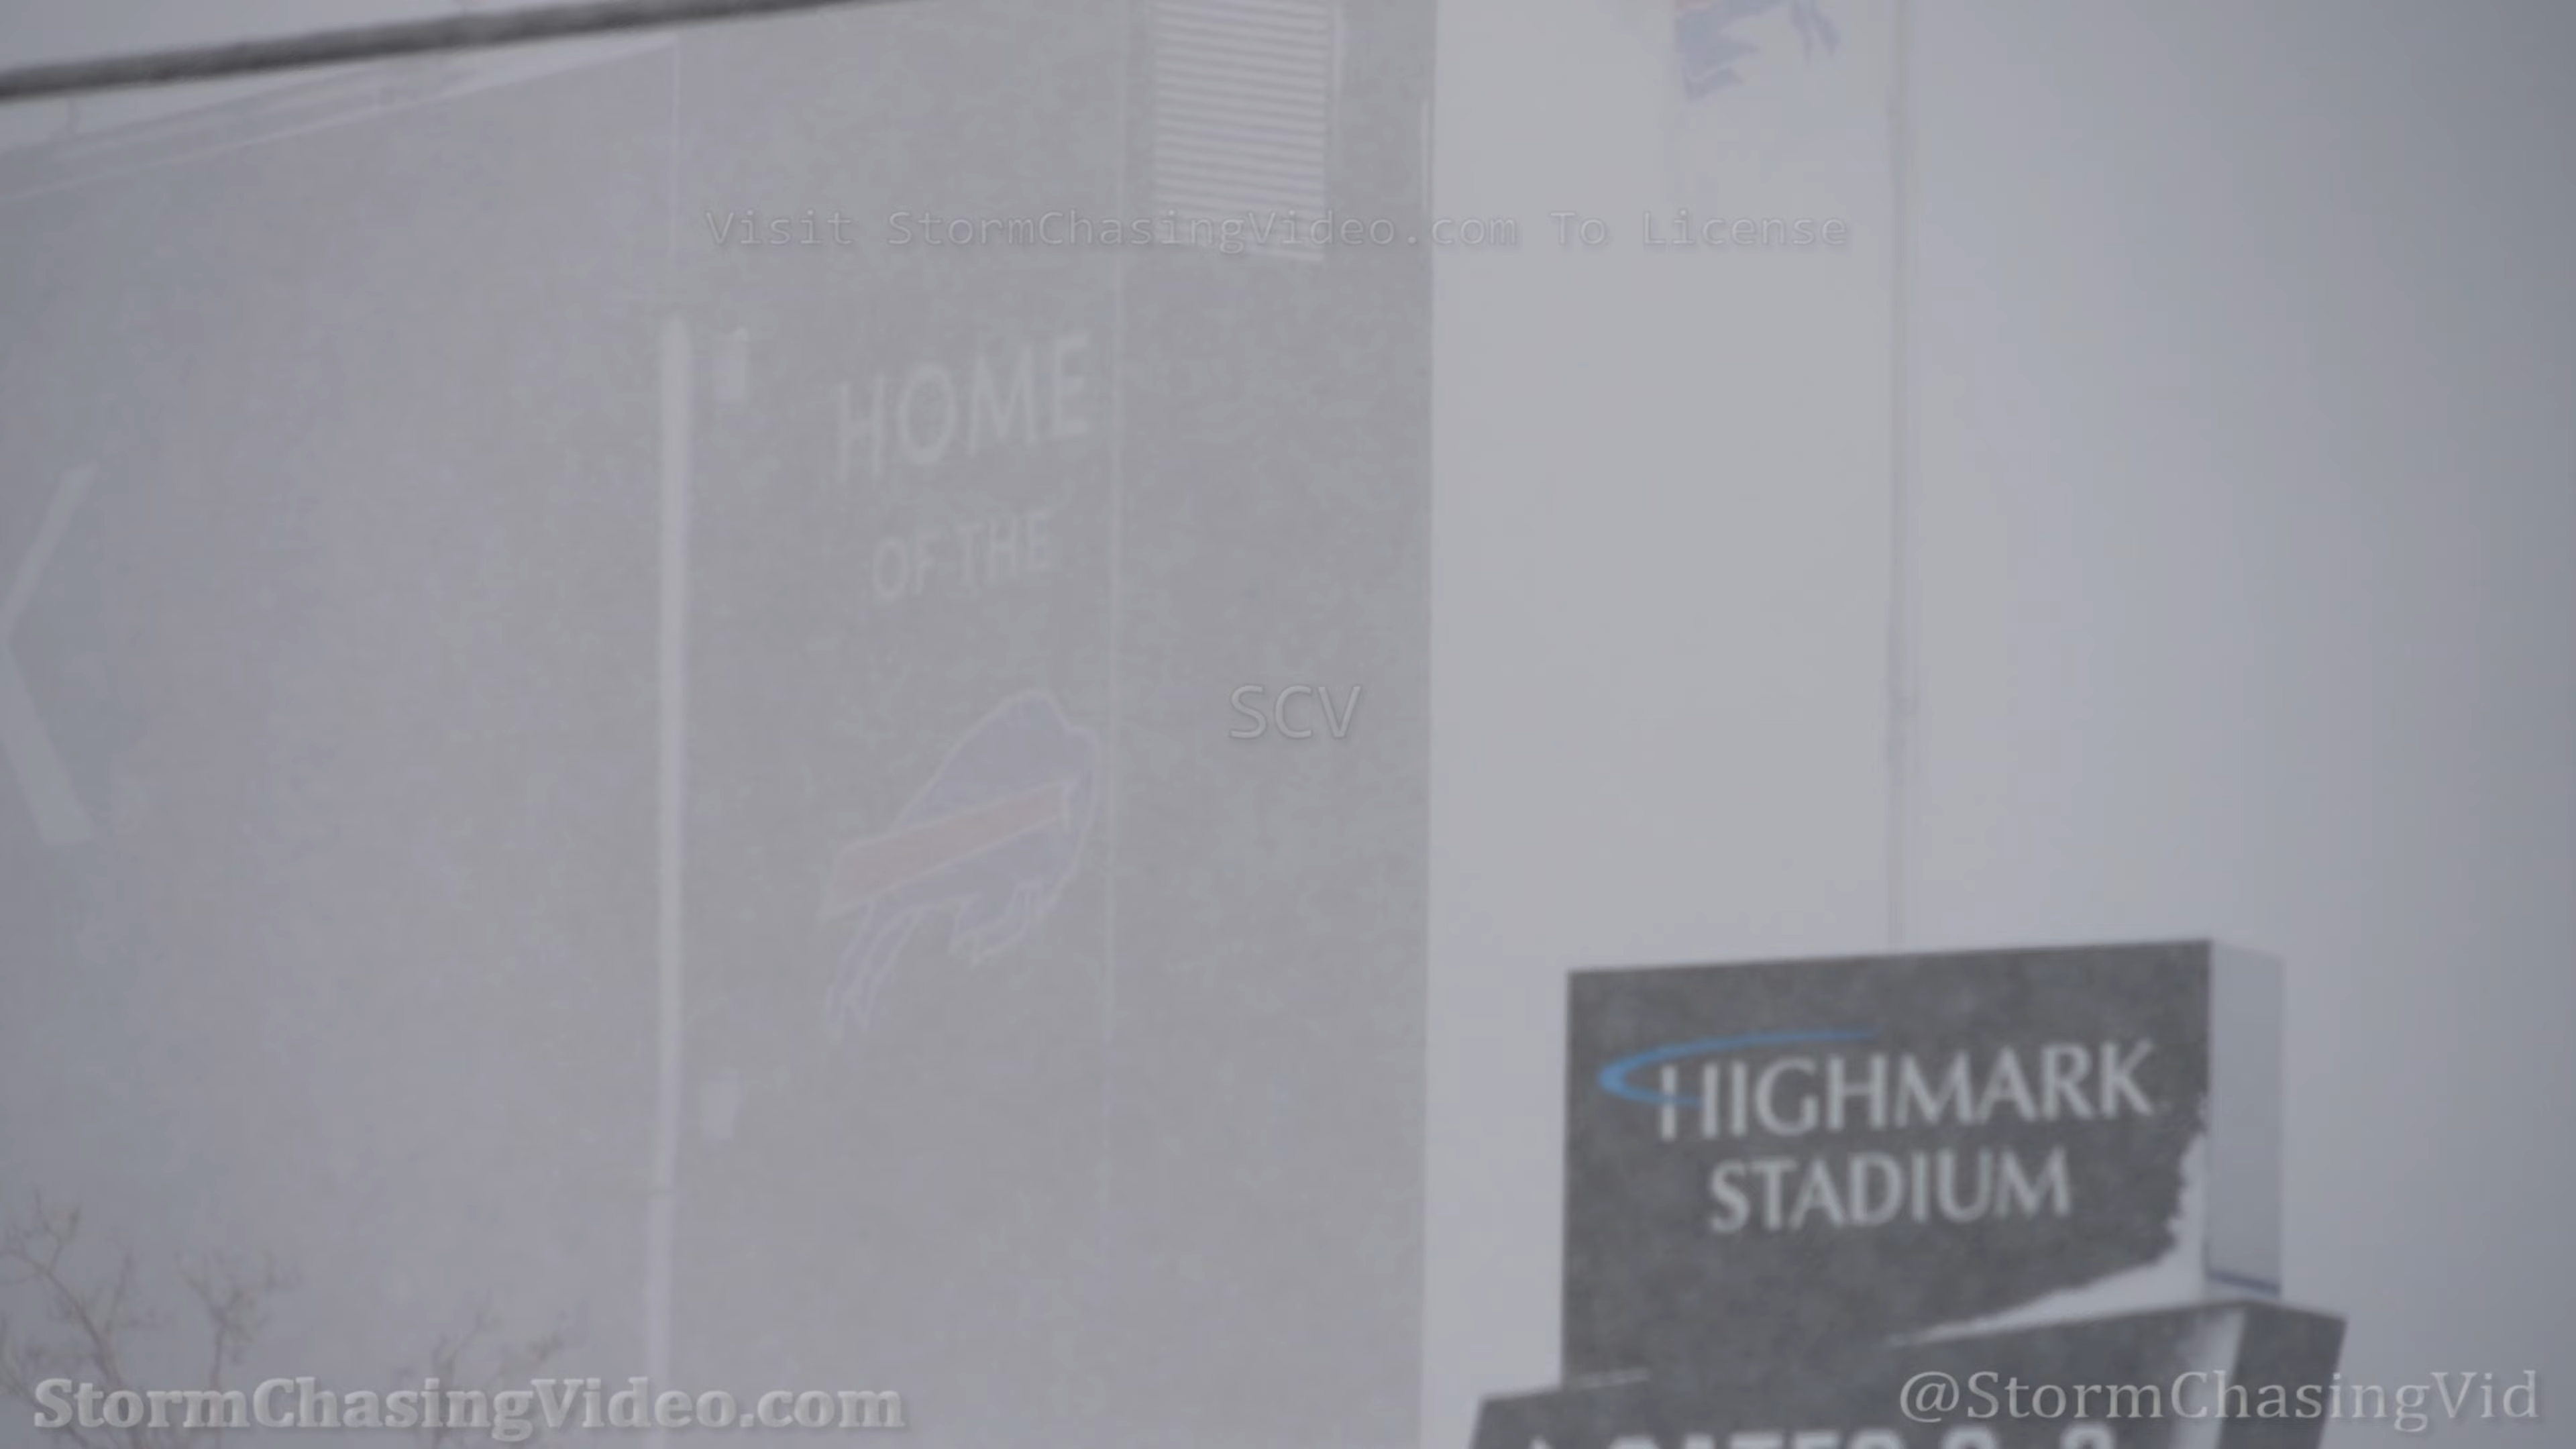 Visit StormChasingVideo.com To License
HOME
OF THE
SCV
HIGHMARK
STADIUM
StormChasingVideo.com
@StormChasingVid